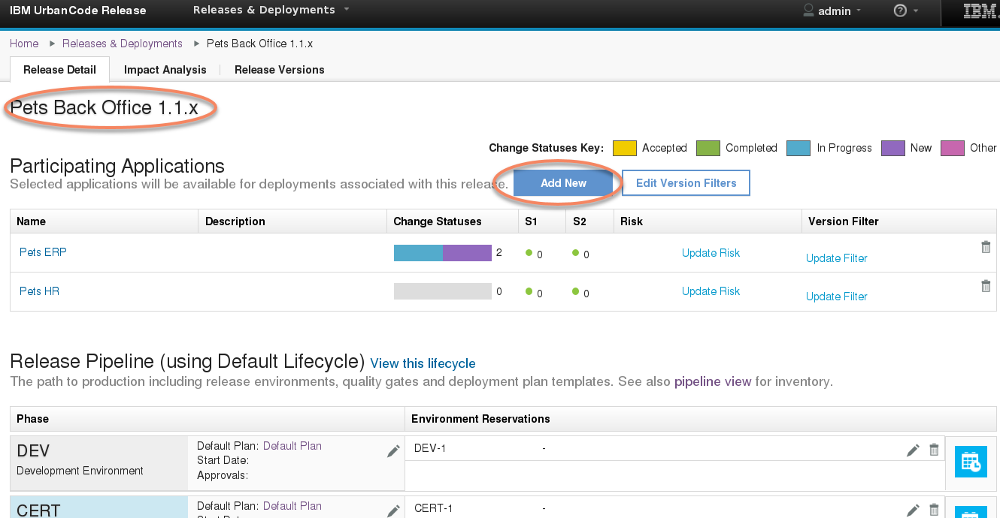 IBM UrbanCode Release Releases & Deployments admin ? IBM
Home Releases & Deployments Pets Back Office 1.1.x
Release Detail Impact Analysis Release Versions
Pets Back Office 1.1.x
Change Statuses Key: Accepted Completed In Progress New Other
Participating Applications
Selected applications will be available for deployments associated with this release. Add New Edit Version Filters
Name Description Change Statuses S1 S2 Risk Version Filter
Pets ERP 2 0 0 Update Risk Update Filter
Pets HR 0 0 0 Update Risk Update Filter
Release Pipeline (using Default Lifecycle) View this lifecycle
The path to production including release environments, quality gates and deployment plan templates. See also pipeline view for inventory.
Phase Environment Reservations
DEV Default Plan: Default Plan DEV-1 -
Start Date:
Development Environment Approvals:
CERT Default Plan: Default Plan CERT-1 -